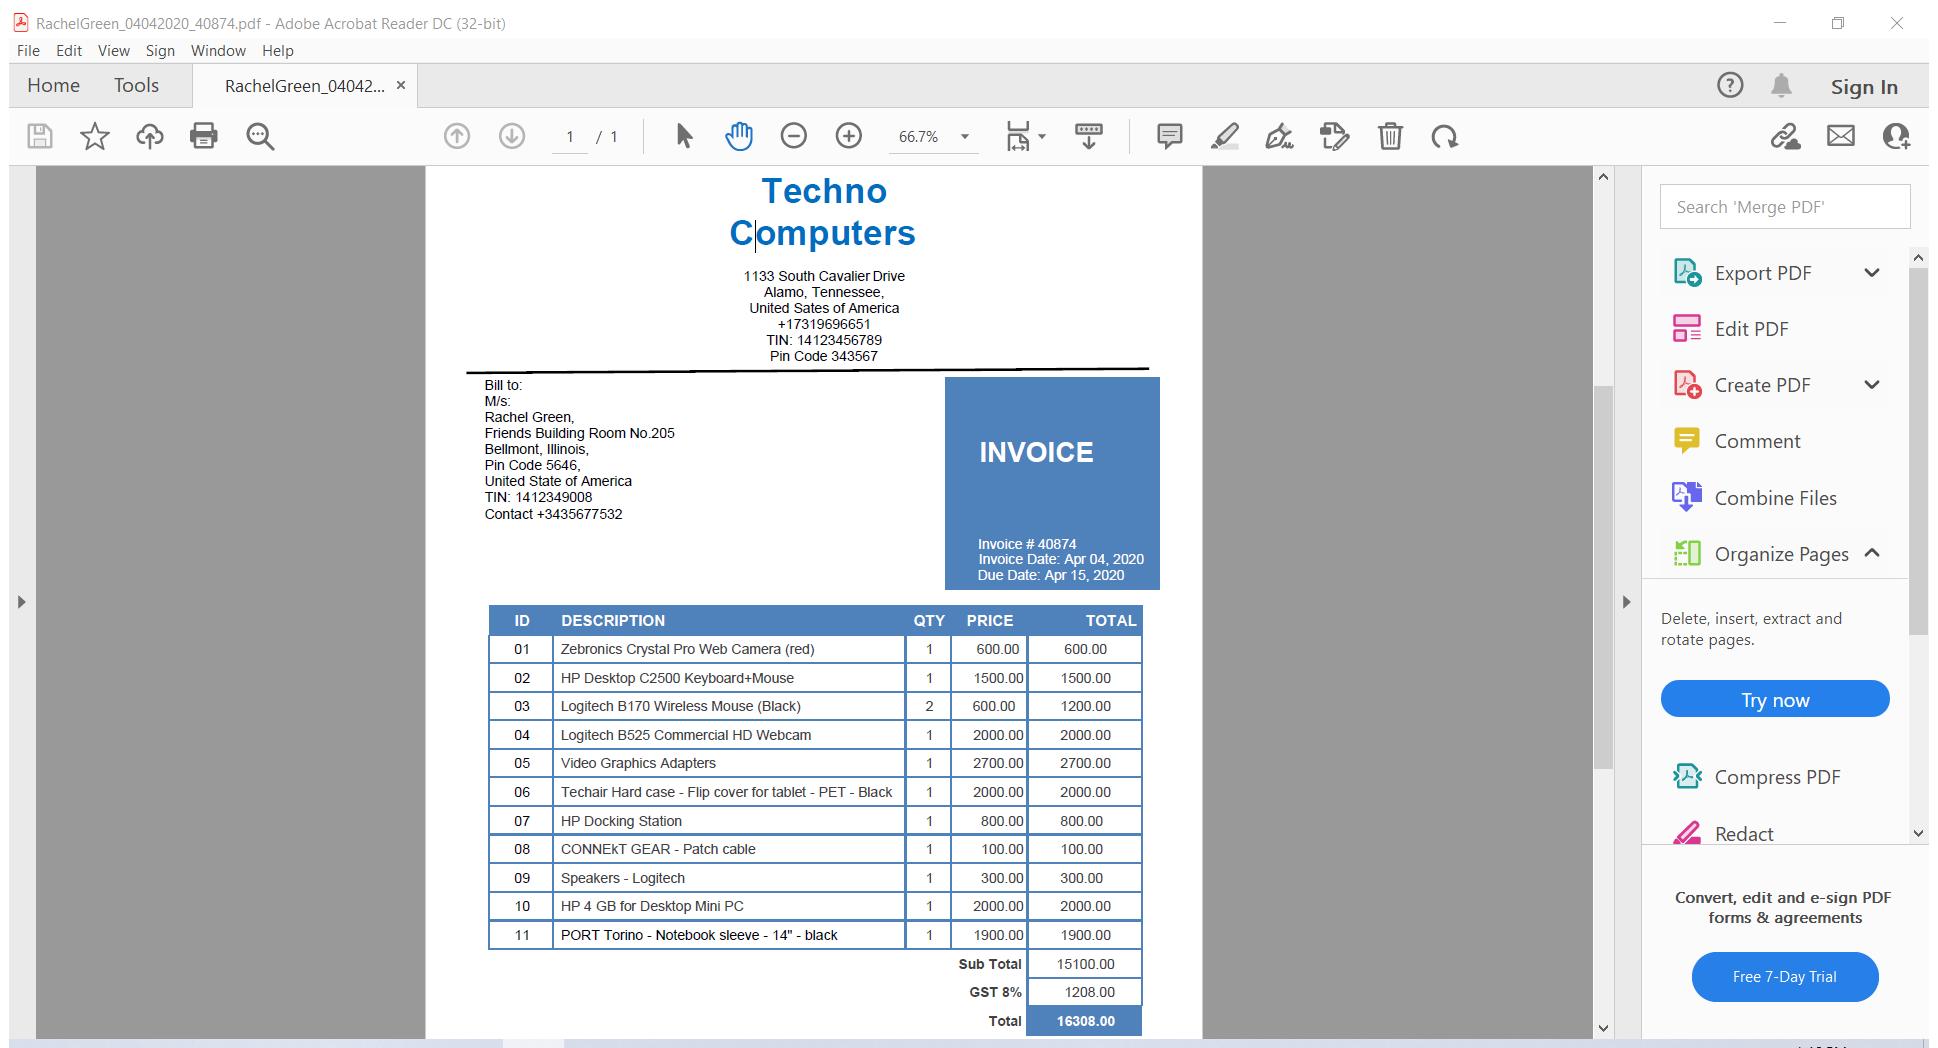 RachelGreen_04042020_40874.pdf - Adobe Acrobat Reader DC (32-bit)
File Edit View Sign Window Help
Home Tools RachelGreen_04042... × Sign In
1 / 1 66.7%
Techno
Computers
1133 South Cavalier Drive
Alamo, Tennessee,
United Sates of America
+17319696651
TIN: 14123456789
Pin Code 343567
Bill to:
M/s:
Rachel Green,
Friends Building Room No.205
Bellmont, Illinois,
Pin Code 5646,
United State of America
TIN: 1412349008
Contact +3435677532
INVOICE
Invoice # 40874
Invoice Date: Apr 04, 2020
Due Date: Apr 15, 2020
ID DESCRIPTION QTY PRICE TOTAL
01 Zebronics Crystal Pro Web Camera (red) 1 600.00 600.00
02 HP Desktop C2500 Keyboard+Mouse 1 1500.00 1500.00
03 Logitech B170 Wireless Mouse (Black) 2 600.00 1200.00
04 Logitech B525 Commercial HD Webcam 1 2000.00 2000.00
05 Video Graphics Adapters 1 2700.00 2700.00
06 Techair Hard case - Flip cover for tablet - PET - Black 1 2000.00 2000.00
07 HP Docking Station 1 800.00 800.00
08 CONNEkT GEAR - Patch cable 1 100.00 100.00
09 Speakers - Logitech 1 300.00 300.00
10 HP 4 GB for Desktop Mini PC 1 2000.00 2000.00
11 PORT Torino - Notebook sleeve - 14" - black 1 1900.00 1900.00
Sub Total 15100.00
GST 8% 1208.00
Total 16308.00
Search 'Merge PDF'
Export PDF
Edit PDF
Create PDF
Comment
Combine Files
Organize Pages
Delete, insert, extract and
rotate pages.
Try now
Compress PDF
Redact
Convert, edit and e-sign PDF
forms & agreements
Free 7-Day Trial